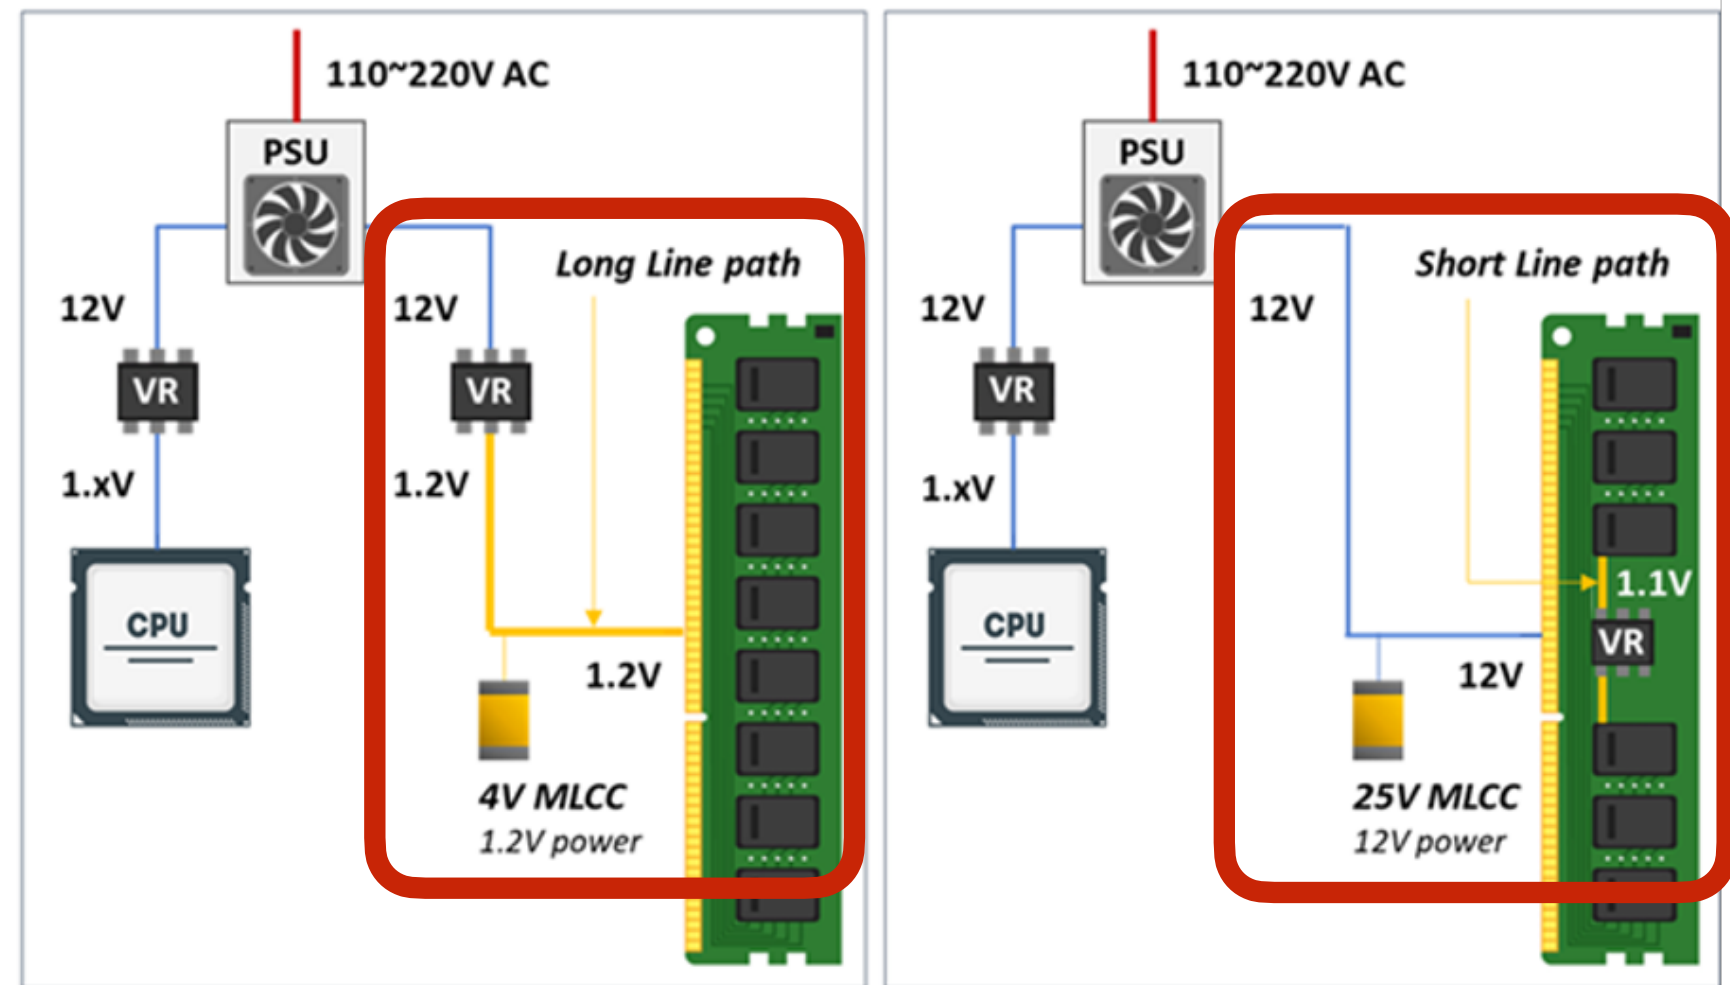 110~220V AC
PSU
Long Line path
12V
12V
VR
VR
1.xV
1.2V
CPU
1.2V
4V MLCC
1.2V power
110~220V AC
PSU
Short Line path
12V
12V
VR
1.xV
1.1V
CPU
VR
12V
25V MLCC
12V power